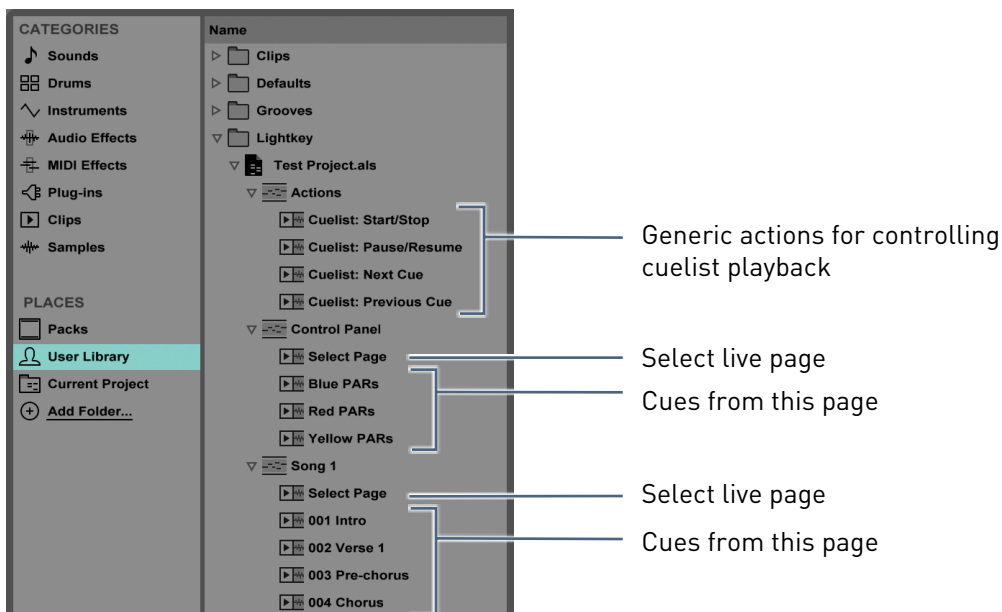 CATEGORIES
Sounds
Drums
Instruments
Audio Effects
MIDI Effects
Plug-ins
Clips
Samples
PLACES
Packs
User Library
Current Project
Add Folder...
Name
Clips
Defaults
Grooves
Lightkey
Test Project.als
Actions
Cuelist: Start/Stop
Cuelist: Pause/Resume
Cuelist: Next Cue
Cuelist: Previous Cue
Control Panel
Select Page
Blue PARs
Red PARs
Yellow PARs
Song 1
Select Page
001 Intro
002 Verse 1
003 Pre-chorus
004 Chorus
Generic actions for controlling
cuelist playback
Select live page
Cues from this page
Select live page
Cues from this page